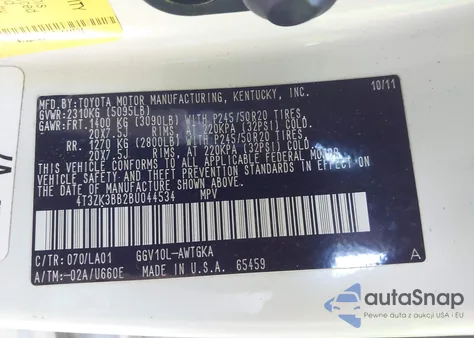 MFD.BY:TOYOTA MOTOR MANUFACTURING, KENTUCKY, INC.
10/11
GVWR: 2310KG (5095LB)
GAWR:FRT.1400 KG (3090LB) WITH P245/50R20 TIRES
20X7.5J RIMS, AT 220KPA (32PSI) COLD.
RR. 1270 KG (2800LB) WITH P245/50R20 TIRES
20X7.5J RIMS, AT 220KPA (32PSI) COLD.
THIS VEHICLE CONFORMS TO ALL APPLICABLE FEDERAL MOTOR
VEHICLE SAFETY AND THEFT PREVENTION STANDARDS
IN EFFECT ON THE DATE OF MANUFACTURE SHOWN ABOVE.
4T3ZK3BB2BU044534 MPV
C/TR: 070/LA01 GGV10L-AWTGKA
A/TM:-02A/U660E MADE IN U.S.A. 65459
A
autoSnap
Pewne auta z aukcji USA i EU